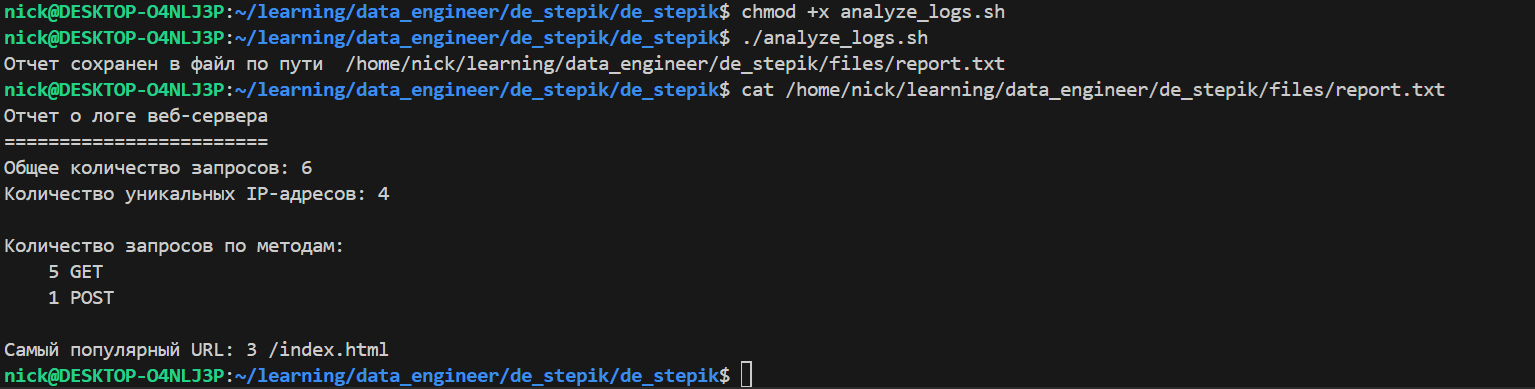 nick@DESKTOP-O4NLJ3P:~/learning/data_engineer/de_stepik/de_stepik$ chmod +x analyze_logs.sh
nick@DESKTOP-O4NLJ3P:~/learning/data_engineer/de_stepik/de_stepik$ ./analyze_logs.sh
Отчет сохранен в файл по пути  /home/nick/learning/data_engineer/de_stepik/files/report.txt
nick@DESKTOP-O4NLJ3P:~/learning/data_engineer/de_stepik/de_stepik$ cat /home/nick/learning/data_engineer/de_stepik/files/report.txt
Отчет о логе веб-сервера
========================
Общее количество запросов: 6
Количество уникальных IP-адресов: 4
Количество запросов по методам:
    5 GET
    1 POST
Самый популярный URL: 3 /index.html
nick@DESKTOP-O4NLJ3P:~/learning/data_engineer/de_stepik/de_stepik$